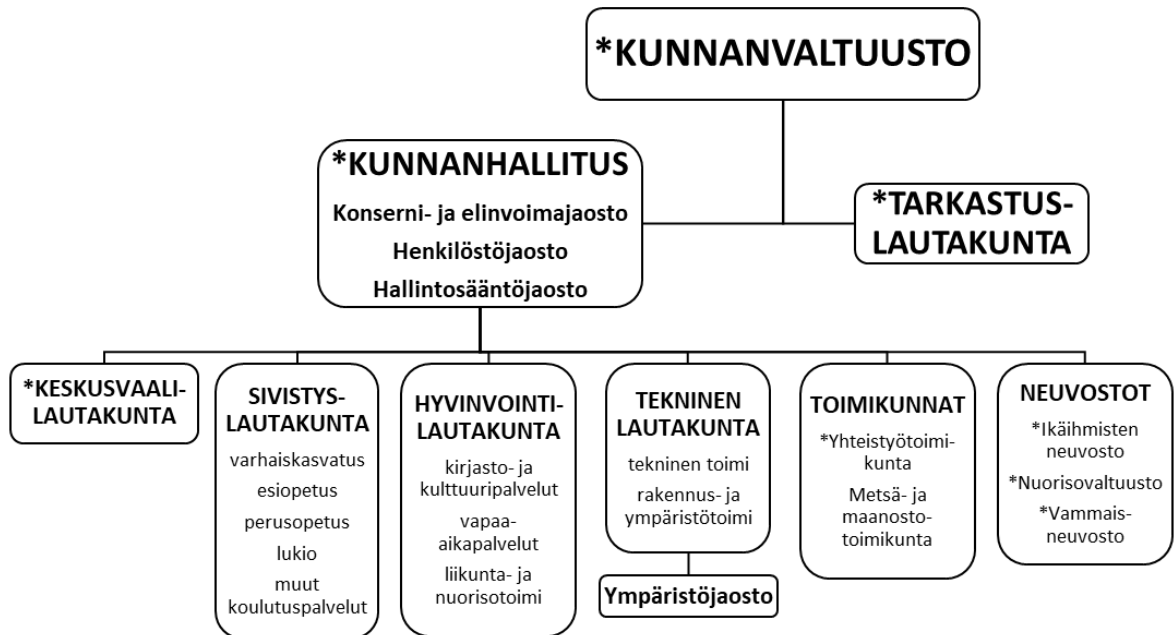 *KUNNANVALTUUSTO
*KUNNANHALLITUS
Konserni- ja elinvoimajaosto
Henkilöstöjaosto
Hallintosääntöjaosto
*TARKASTUS-
LAUTAKUNTA
*KESKUSVAALI-
LAUTAKUNTA
SIVISTYS-
LAUTAKUNTA
varhaiskasvatus
esiopetus
perusopetus
lukio
muut
koulutuspalvelut
HYVINVOINTI-
LAUTAKUNTA
kirjasto- ja
kulttuuripalvelut
vapaa-
aikapalvelut
liikunta- ja
nuorisotoimi
TEKNINEN
LAUTAKUNTA
tekninen toimi
rakennus- ja
ympäristötoimi
Ympäristöjaosto
TOIMIKUNNAT
*Yhteistyötoimi-
kunta
Metsä- ja
maanosto-
toimikunta
NEUVOSTOT
*Ikäihmisten
neuvosto
*Nuorisovaltuusto
*Vammais-
neuvosto